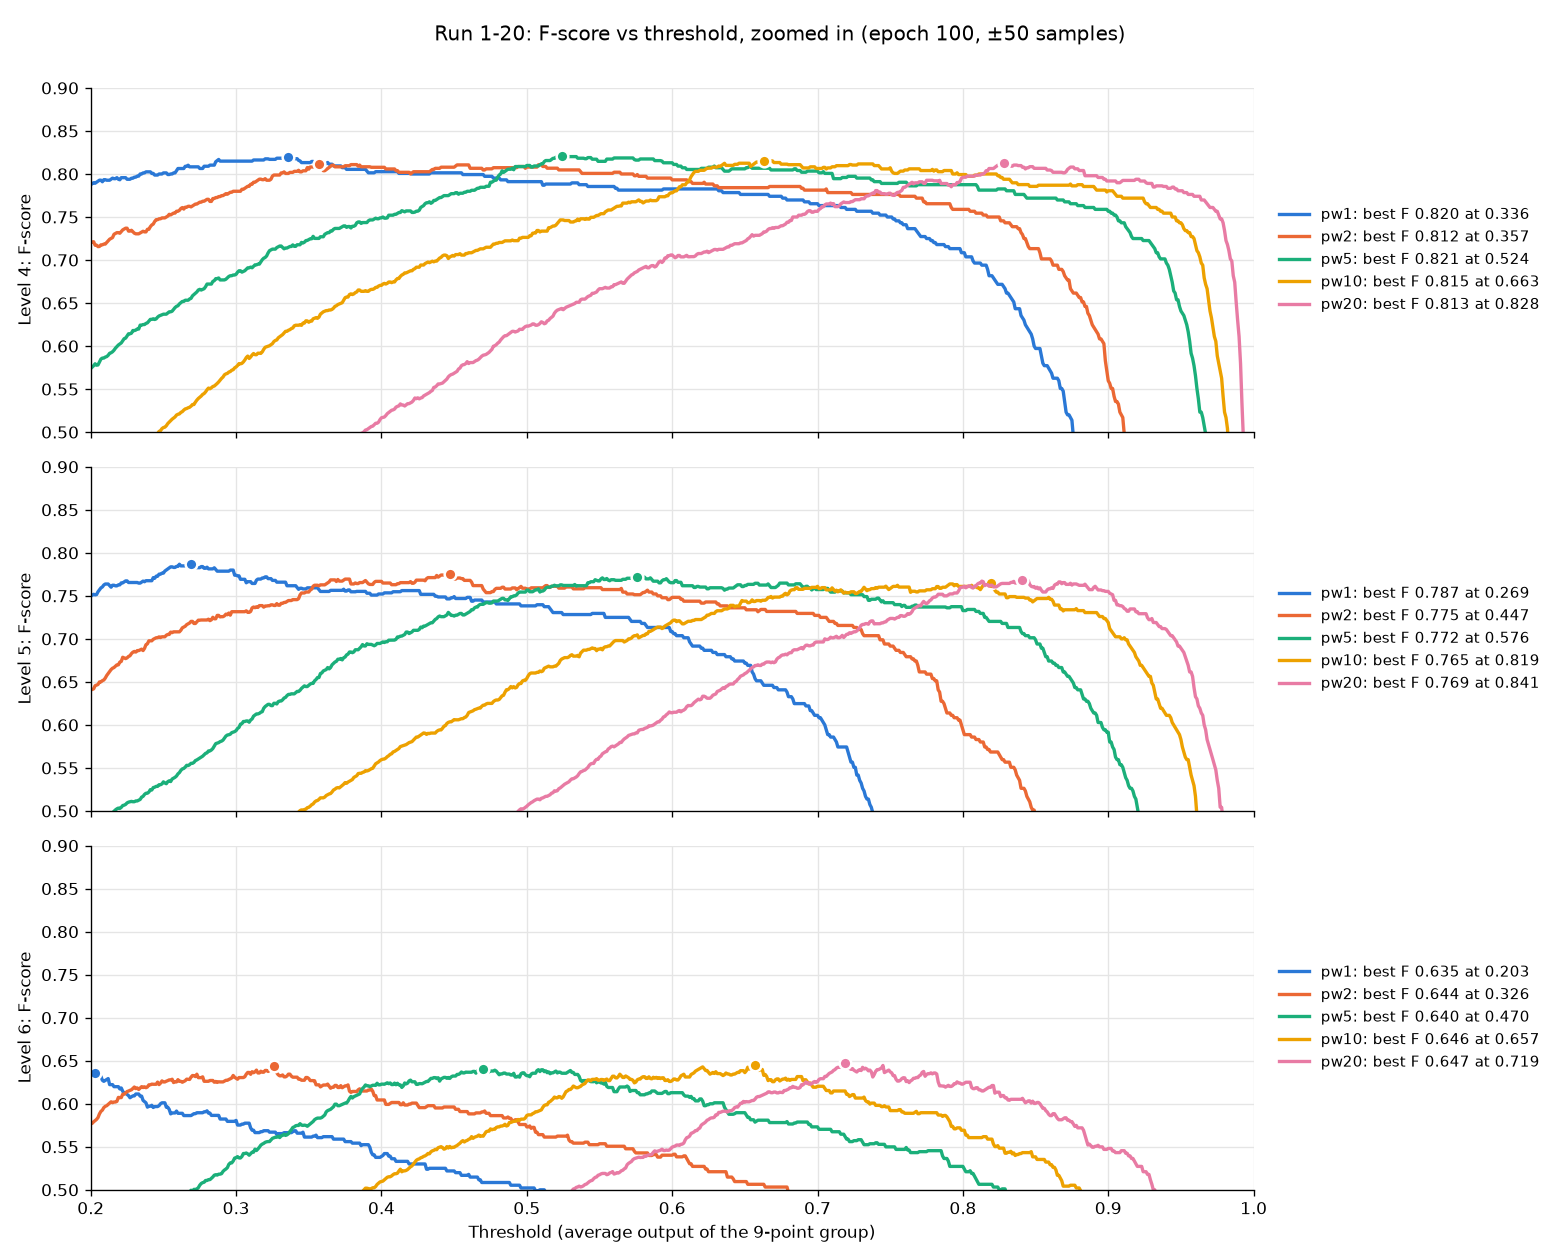 Run 1-20: F-score vs threshold, zoomed in (epoch 100, ±50 samples)
Level 4: F-score
0.90
0.85
0.80
0.75
0.70
0.65
0.60
0.55
0.50
0.2
0.3
0.4
0.5
0.6
0.7
0.8
0.9
1.0
pw1: best F 0.820 at 0.336
pw2: best F 0.812 at 0.357
pw5: best F 0.821 at 0.524
pw10: best F 0.815 at 0.663
pw20: best F 0.813 at 0.828
Level 5: F-score
0.90
0.85
0.80
0.75
0.70
0.65
0.60
0.55
0.50
pw1: best F 0.787 at 0.269
pw2: best F 0.775 at 0.447
pw5: best F 0.772 at 0.576
pw10: best F 0.765 at 0.819
pw20: best F 0.769 at 0.841
Level 6: F-score
0.90
0.85
0.80
0.75
0.70
0.65
0.60
0.55
0.50
pw1: best F 0.635 at 0.203
pw2: best F 0.644 at 0.326
pw5: best F 0.640 at 0.470
pw10: best F 0.646 at 0.657
pw20: best F 0.647 at 0.719
Threshold (average output of the 9-point group)